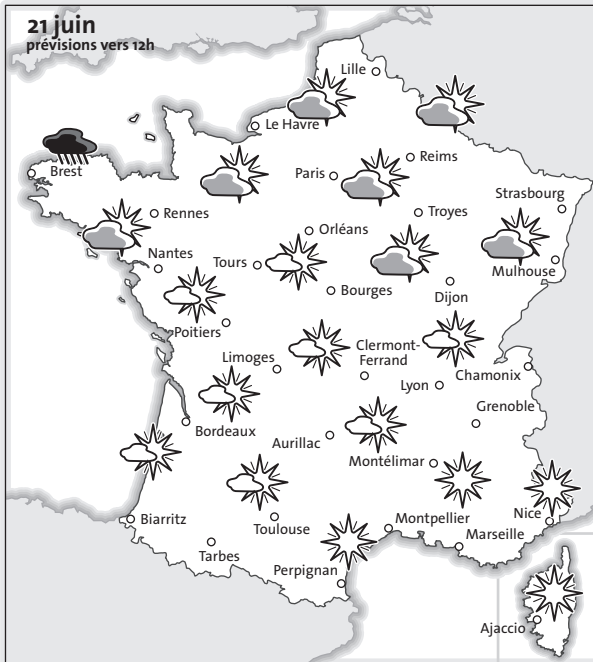 21 juin
prévisions vers 12h
Lille
Le Havre
Reims
Paris
Brest
Strasbourg
Rennes
Troyes
Orléans
Nantes
Tours
Mulhouse
Bourges
Dijon
Poitiers
Clermont-
Ferrand
Limoges
Chamonix
Lyon
Grenoble
Bordeaux
Aurillac
Montélimar
Nice
Biarritz
Montpellier
Toulouse
Marseille
Tarbes
Perpignan
Ajaccio